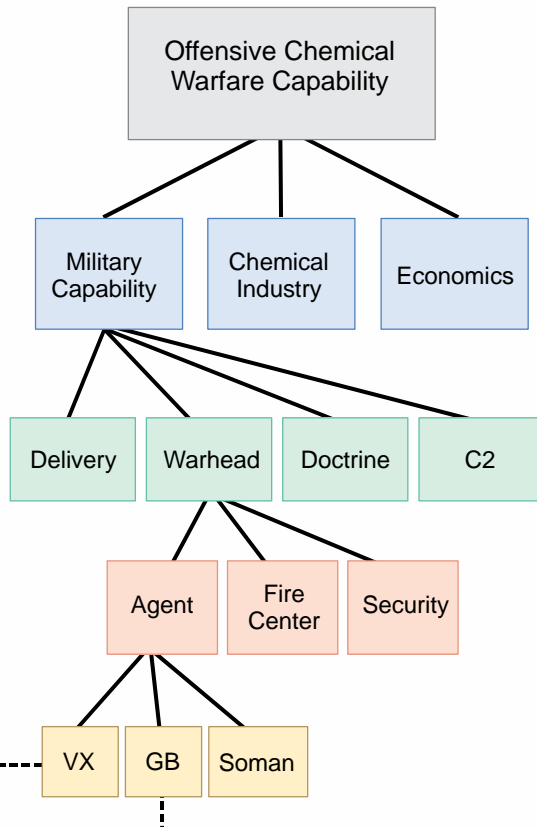 Offensive Chemical
Warfare Capability
Military
Capability
Chemical
Industry
Economics
Delivery
Warhead
Doctrine
C2
Agent
Fire
Center
Security
VX
GB
Soman